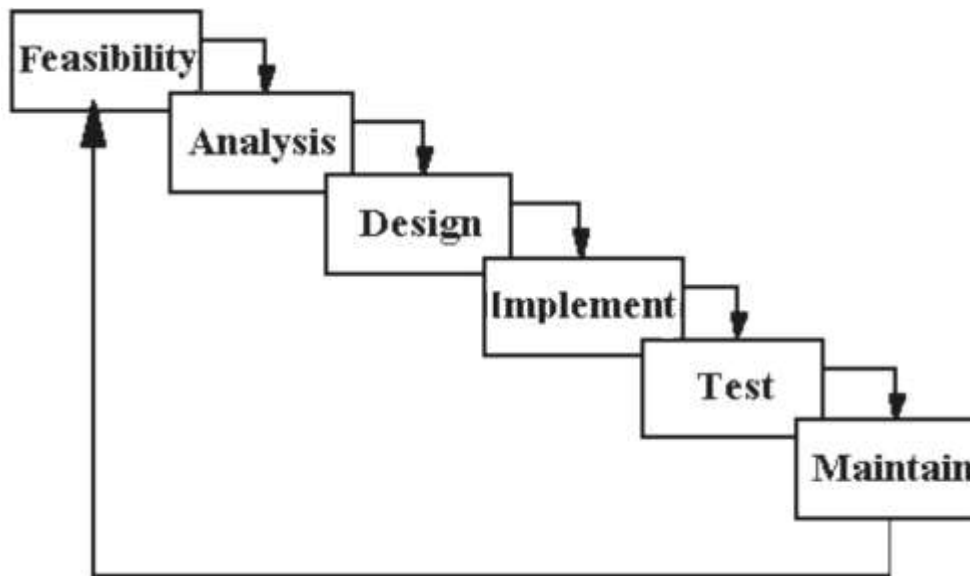 Feasibility
Analysis
Design
Implement
Test
Maintain